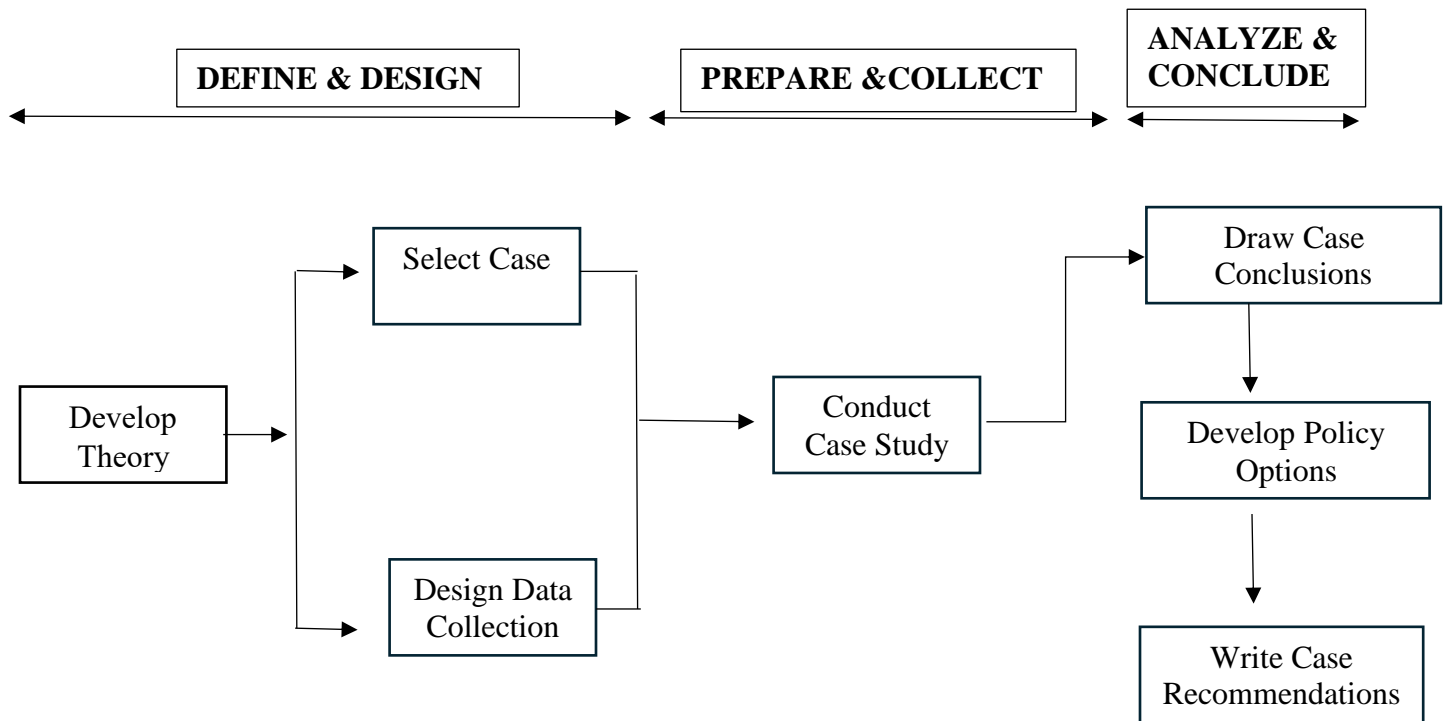 DEFINE & DESIGN
PREPARE &COLLECT
ANALYZE &
CONCLUDE
Select Case
Develop
Theory
Design Data
Collection
Conduct
Case Study
Draw Case
Conclusions
Develop Policy
Options
Write Case
Recommendations